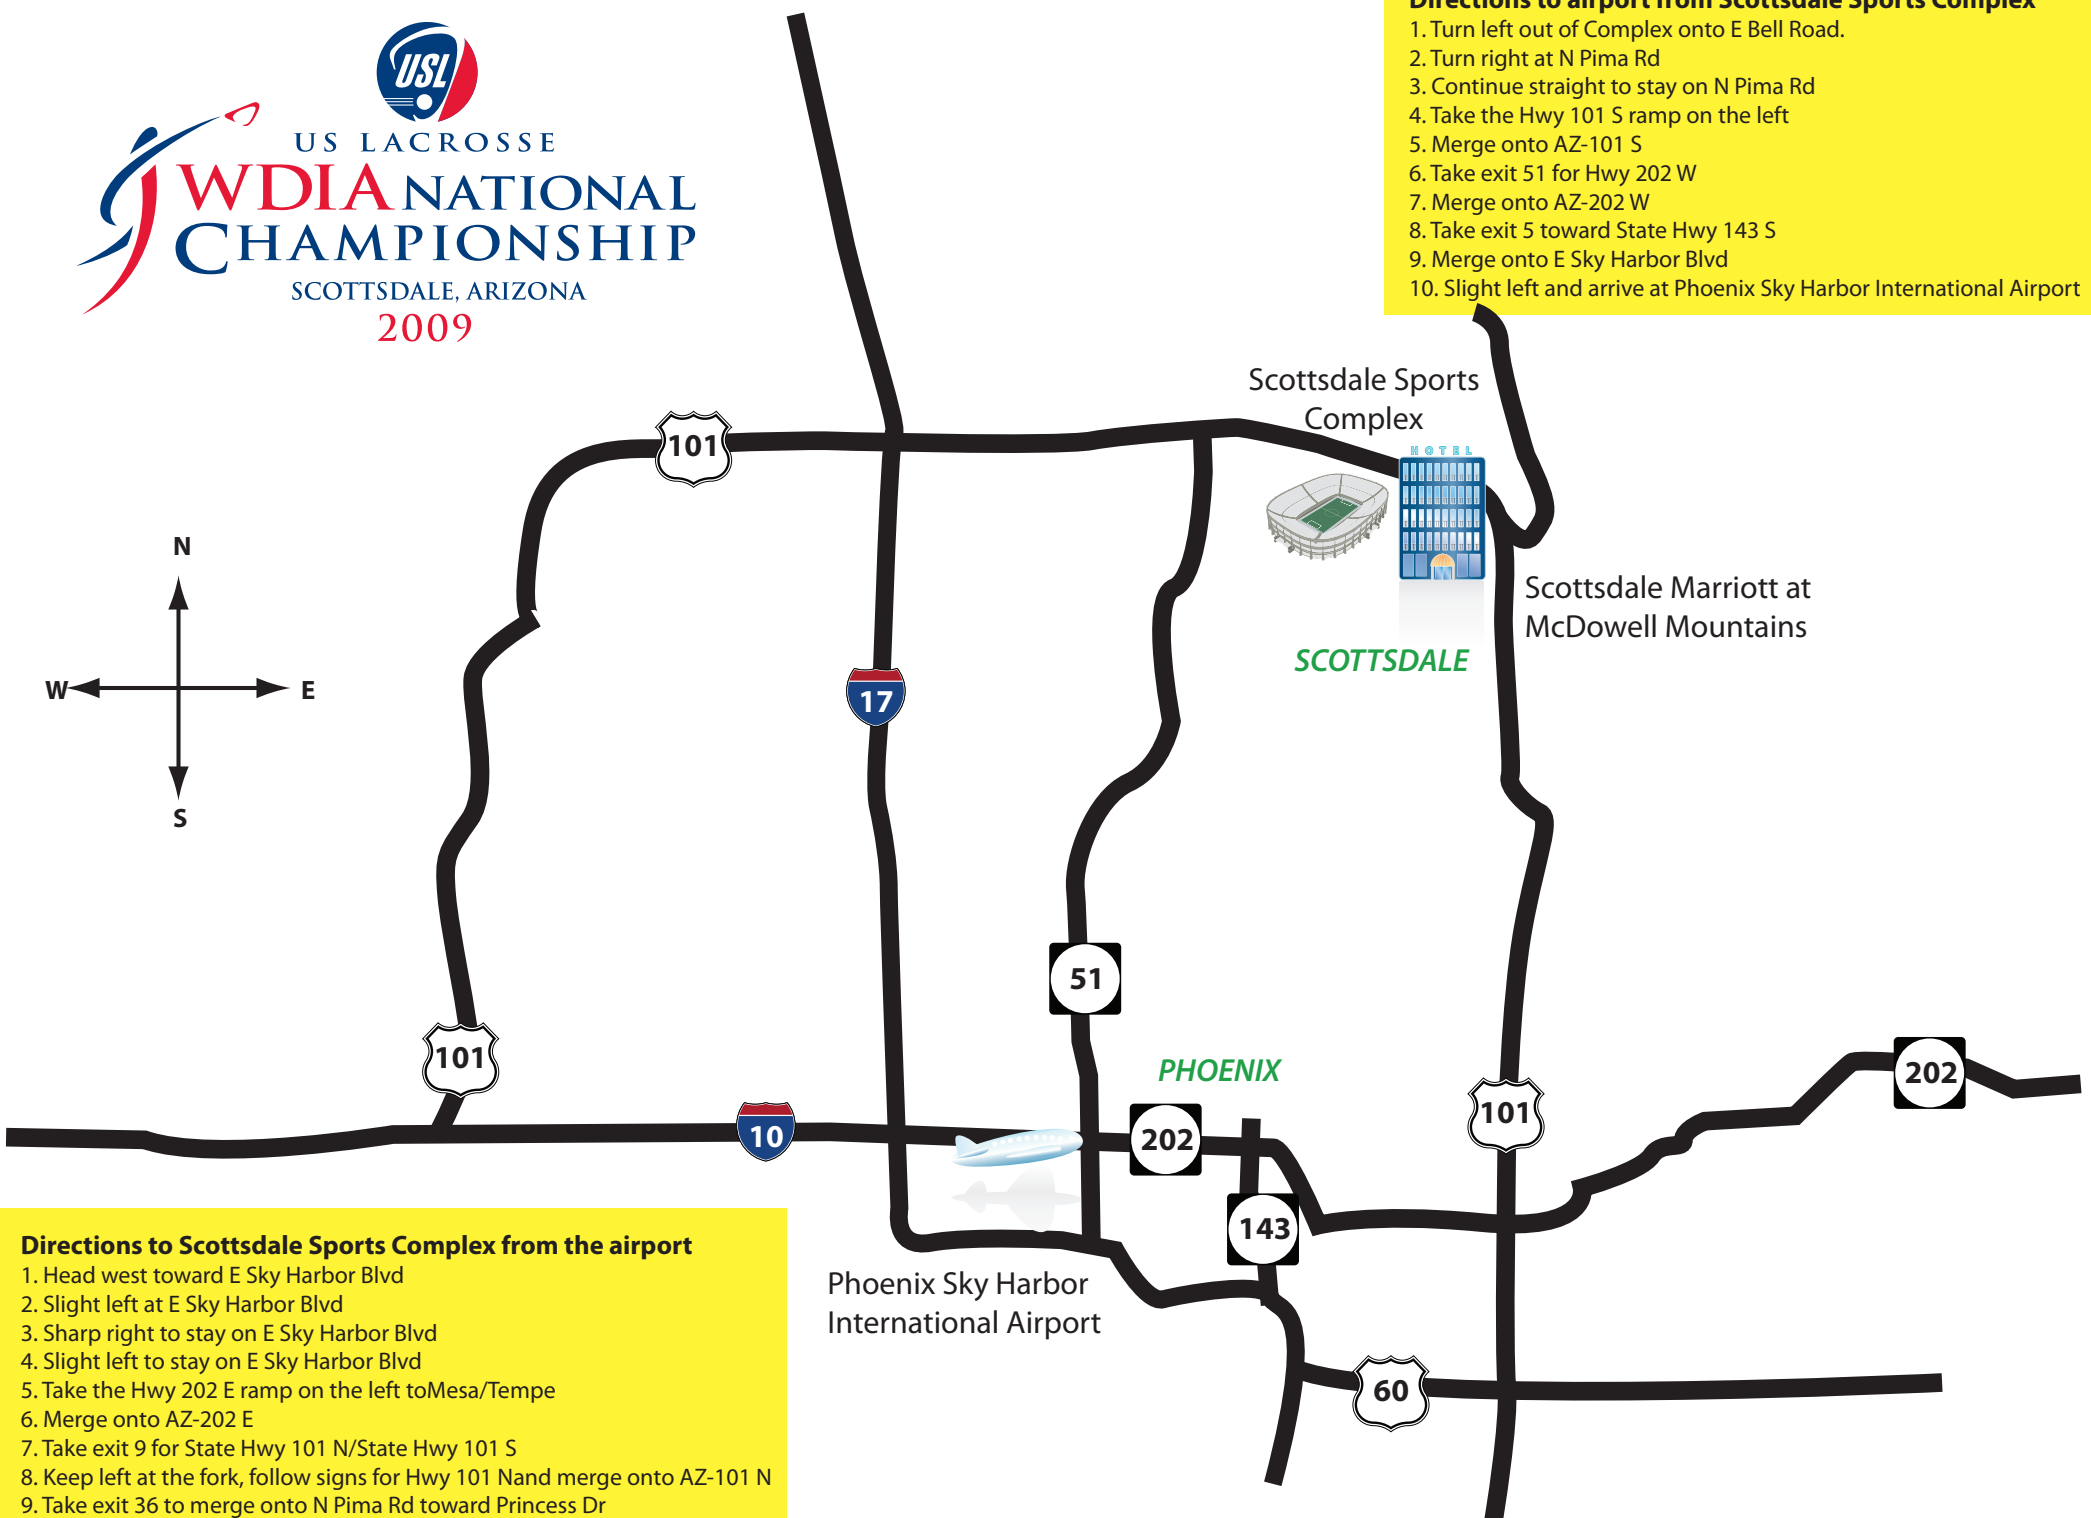 USL
US LACROSSE
WDIA NATIONAL
CHAMPIONSHIP
SCOTTSDALE, ARIZONA
2009
Directions to airport from Scottsdale Sports Complex
1. Turn left out of Complex onto E Bell Road.
2. Turn right at N Pima Rd
3. Continue straight to stay on N Pima Rd
4. Take the Hwy 101 S ramp on the left
5. Merge onto AZ-101 S
6. Take exit 51 for Hwy 202 W
7. Merge onto AZ-202 W
8. Take exit 5 toward State Hwy 143 S
9. Merge onto E Sky Harbor Blvd
10. Slight left and arrive at Phoenix Sky Harbor International Airport
Scottsdale Sports
Complex
HOTEL
101
N
W
E
S
Scottsdale Marriott at
McDowell Mountains
SCOTTSDALE
17
51
PHOENIX
101
101
202
10
202
143
Phoenix Sky Harbor
International Airport
60
Directions to Scottsdale Sports Complex from the airport
1. Head west toward E Sky Harbor Blvd
2. Slight left at E Sky Harbor Blvd
3. Sharp right to stay on E Sky Harbor Blvd
4. Slight left to stay on E Sky Harbor Blvd
5. Take the Hwy 202 E ramp on the left toMesa/Tempe
6. Merge onto AZ-202 E
7. Take exit 9 for State Hwy 101 N/State Hwy 101 S
8. Keep left at the fork, follow signs for Hwy 101 Nand merge onto AZ-101 N
9. Take exit 36 to merge onto N Pima Rd toward Princess Dr